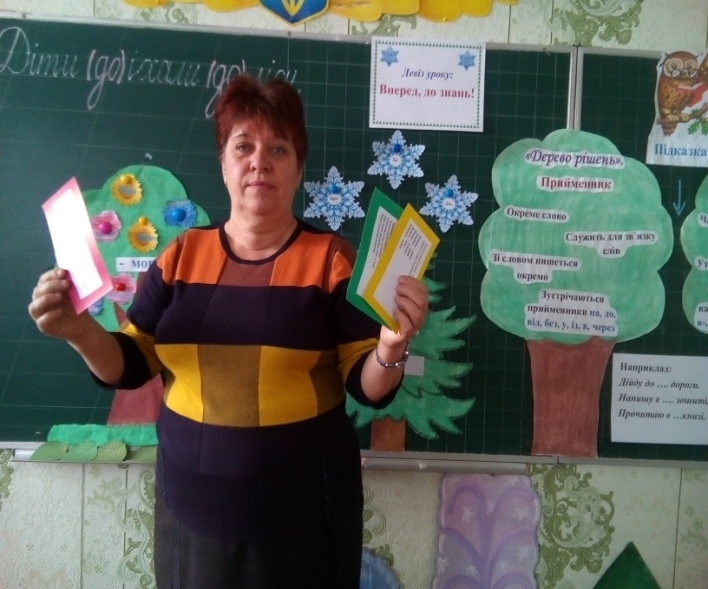 Діти (до)їхали (до)лісу.
Девіз уроку:
Вперед, до знань!
«Дерево рішень».
Прийменник
Окреме слово
Служить для зв'язку
слів
Зі словом пишеться
окремо
Зустрічаються
прийменники на, до,
від, без, у, із, в, через
Підказка
Наприклад:
Дійду до …. дороги.
Напишу в …. зошиті.
Прочитаю в …книзі.